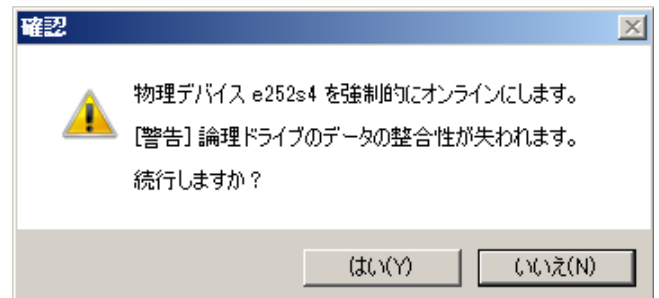 確認
物理デバイス e252s4 を強制的にオンラインにします。
[警告] 論理ドライブのデータの整合性が失われます。
続行しますか?
はい(Y)
いいえ(N)